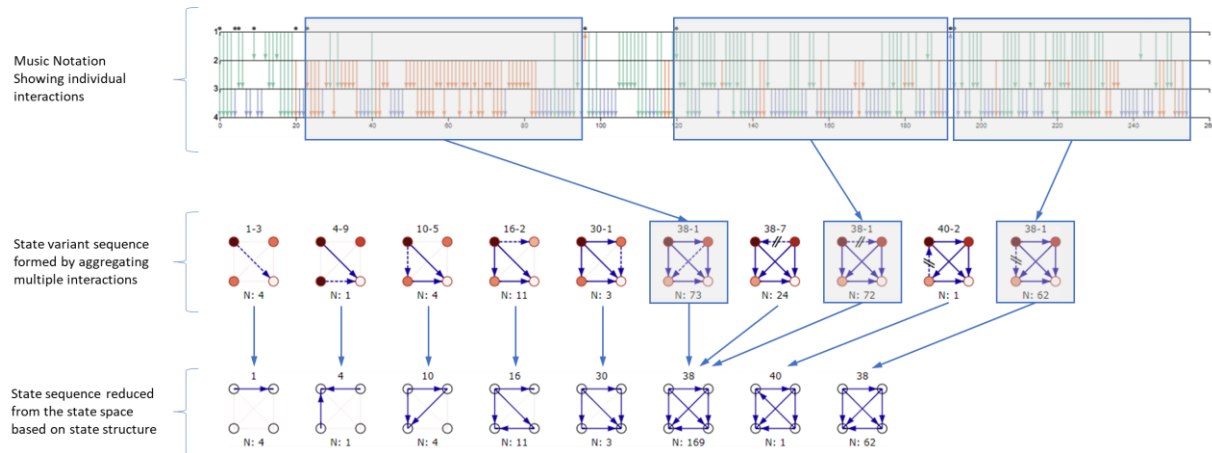 Music Notation
Showing individual
interactions
1
2
3
4
0 20 40 60 80 100 120 140 160 180 200 220 240 260 28
State variant sequence
formed by aggregating
multiple interactions
1-3 4-9 10-5 16-2 30-1 38-1 38-7 38-1 40-2 38-1
N: 4 N: 1 N: 4 N: 11 N: 3 N: 73 N: 24 N: 72 N: 1 N: 62
State sequence reduced
from the state space
based on state structure
1 4 10 16 30 38 40 38
N: 4 N: 1 N: 4 N: 11 N: 3 N: 169 N: 1 N: 62